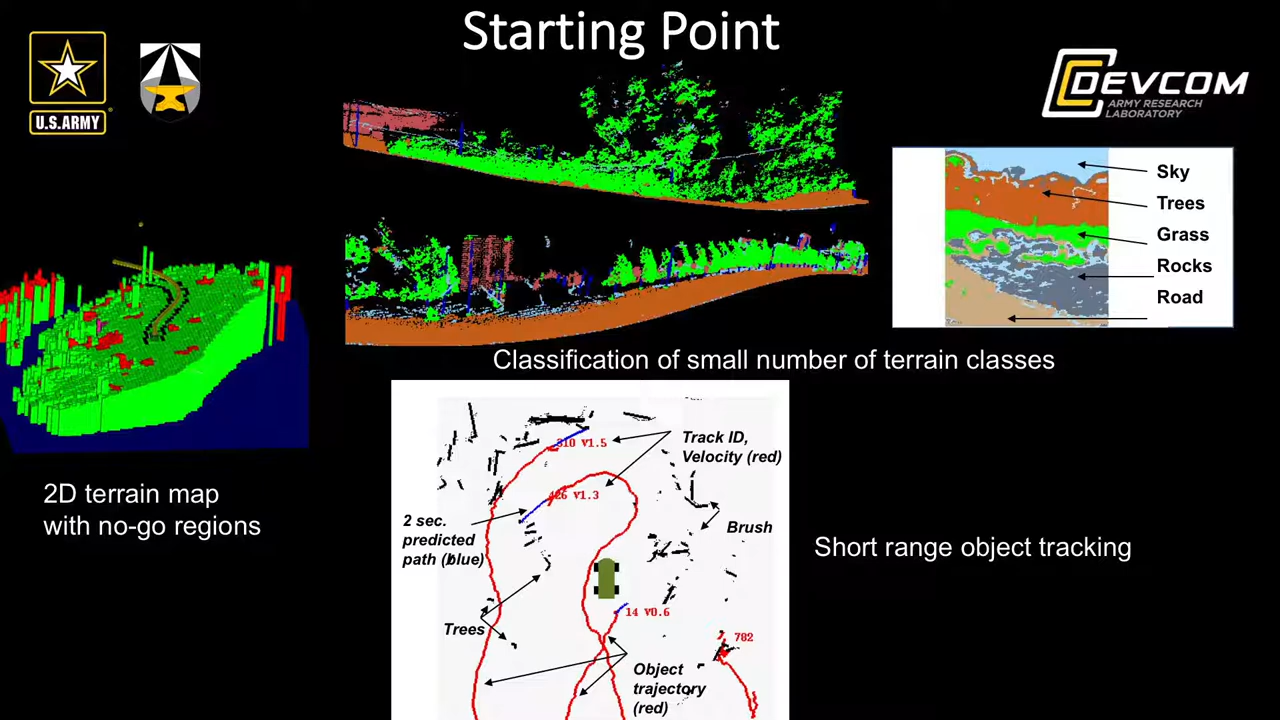 Starting Point
U.S.ARMY
DEVCOM
ARMY RESEARCH
LABORATORY
Sky
Trees
Grass
Rocks
Road
Classification of small number of terrain classes
2D terrain map
with no-go regions
310 V1.5
Track ID,
Velocity (red)
426 V1.3
2 sec.
predicted
path (blue)
Brush
Short range object tracking
14 V0.6
Trees
782
Object
trajectory
(red)